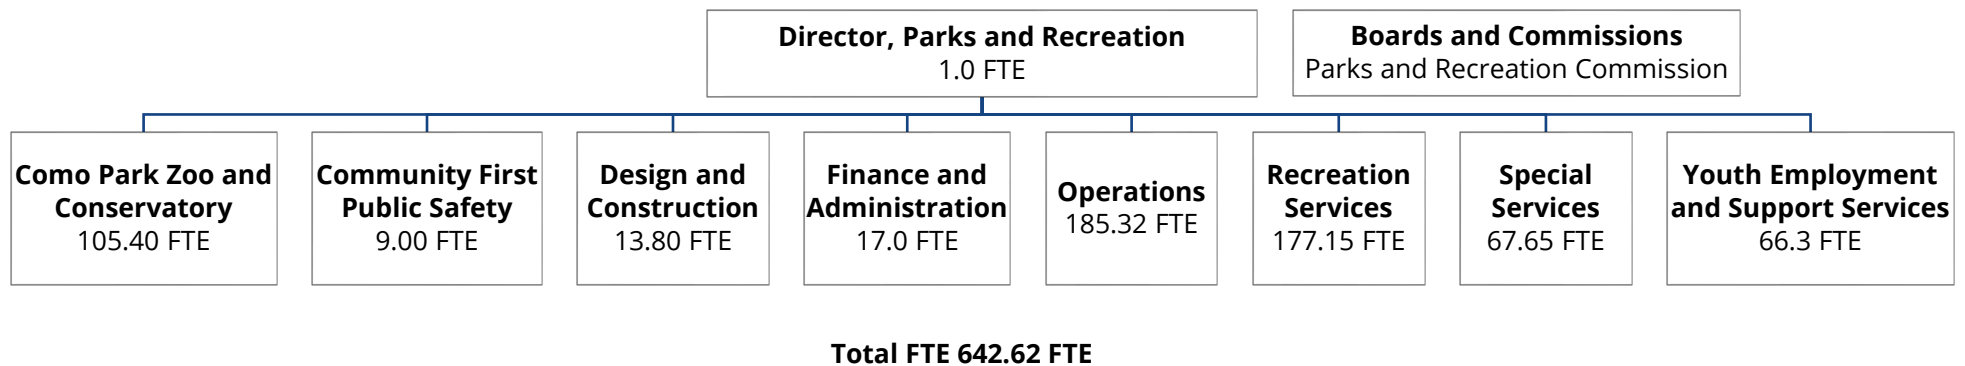 Director, Parks and Recreation
1.0 FTE
Boards and Commissions
Parks and Recreation Commission
Como Park Zoo and
Conservatory
105.40 FTE
Community First
Public Safety
9.00 FTE
Design and
Construction
13.80 FTE
Finance and
Administration
17.0 FTE
Operations
185.32 FTE
Recreation
Services
177.15 FTE
Special
Services
67.65 FTE
Youth Employment
and Support Services
66.3 FTE
Total FTE 642.62 FTE